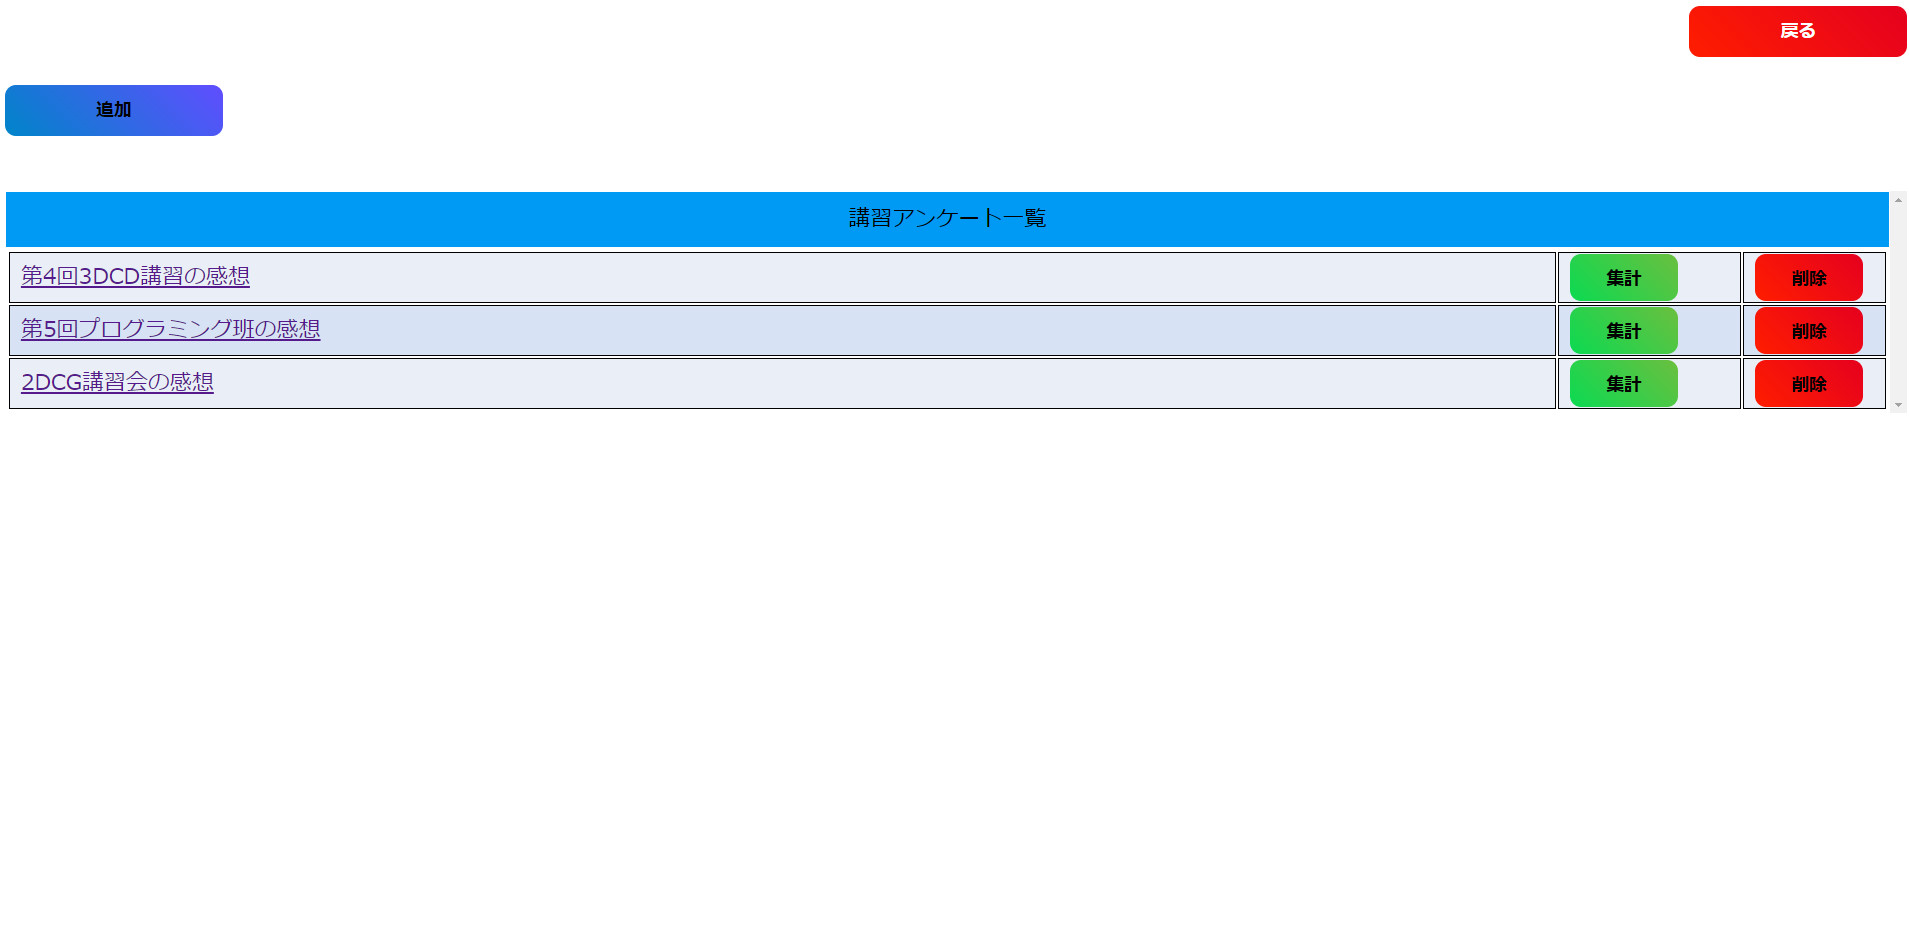 戻る
追加
講習アンケート一覧
第4回3DCD講習の感想 集計 削除
第5回プログラミング班の感想 集計 削除
2DCG講習会の感想 集計 削除